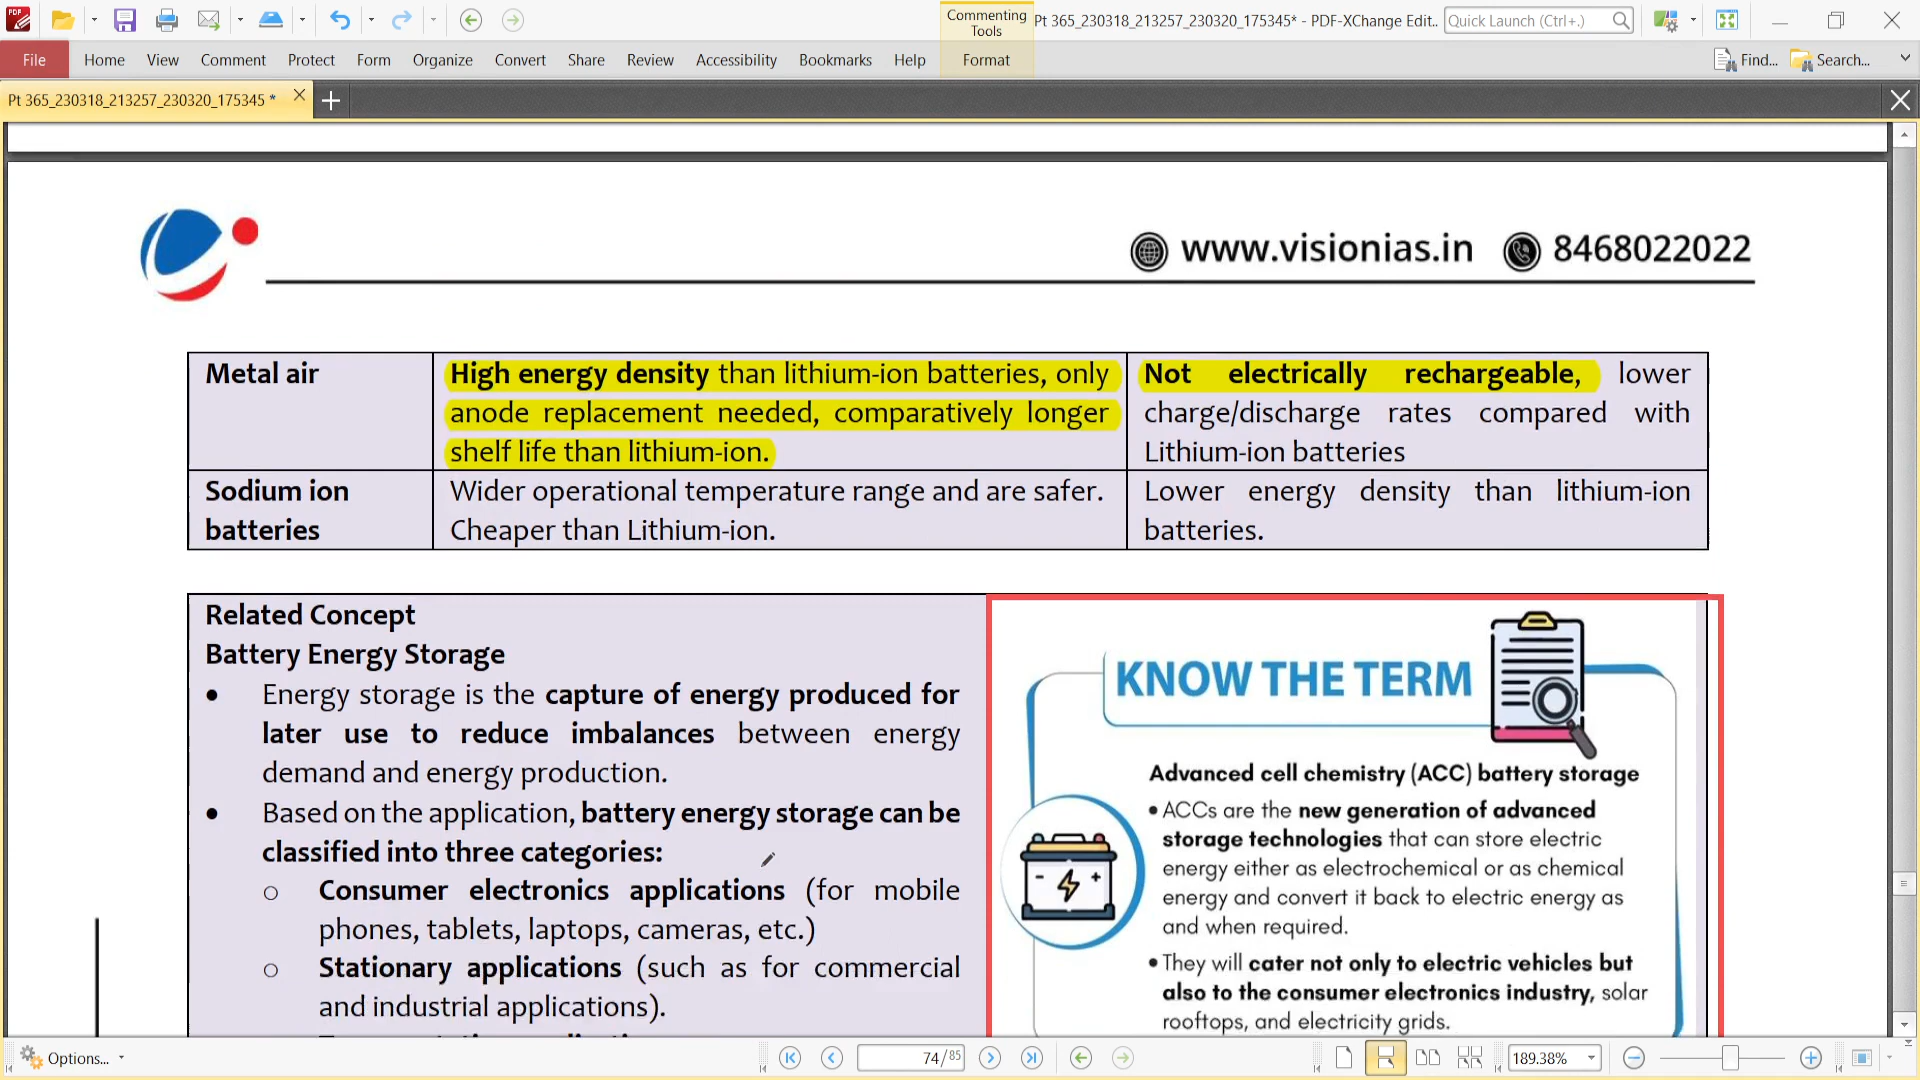 Commenting
Tools
Pt 365_230318_213257_230320_175345* - PDF-XChange Edit..
Quick Launch (Ctrl+.)
File
Home
View
Comment
Protect
Form
Organize
Convert
Share
Review
Accessibility
Bookmarks
Help
Format
Find...
Search...
Pt 365_230318_213257_230320_175345 *
www.visionias.in 8468022022
Metal air
High energy density than lithium-ion batteries, only
anode replacement needed, comparatively longer
shelf life than lithium-ion.
Not electrically rechargeable, lower
charge/discharge rates compared with
Lithium-ion batteries
Sodium ion
batteries
Wider operational temperature range and are safer.
Cheaper than Lithium-ion.
Lower energy density than lithium-ion
batteries.
Related Concept
Battery Energy Storage
• Energy storage is the capture of energy produced for
later use to reduce imbalances between energy
demand and energy production.
• Based on the application, battery energy storage can be
classified into three categories:
o Consumer electronics applications (for mobile
phones, tablets, laptops, cameras, etc.)
o Stationary applications (such as for commercial
and industrial applications).
KNOW THE TERM
Advanced cell chemistry (ACC) battery storage
• ACCs are the new generation of advanced
storage technologies that can store electric
energy either as electrochemical or as chemical
energy and convert it back to electric energy as
and when required.
• They will cater not only to electric vehicles but
also to the consumer electronics industry, solar
rooftops, and electricity grids.
Options...
74/85
189.38%